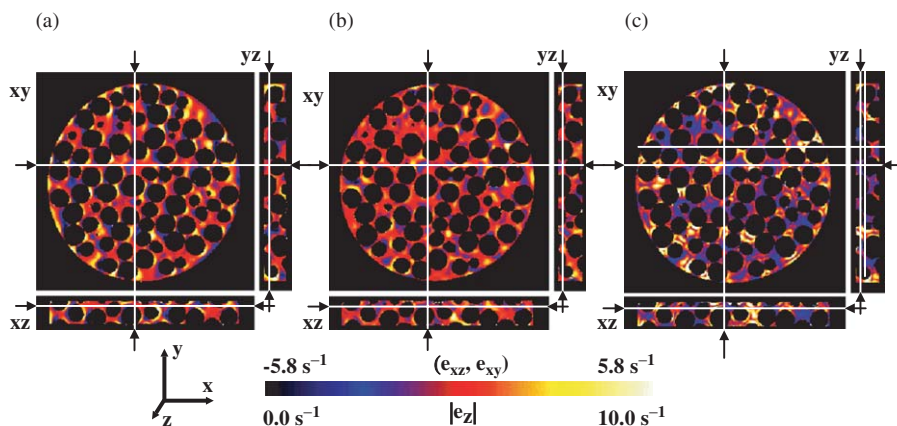 (a) (b) (c)
yz yz yz
xy xy xy
xz xz xz
y
x
z
-5.8 s⁻¹ (e_xz, e_xy) 5.8 s⁻¹
0.0 s⁻¹ |e_z| 10.0 s⁻¹